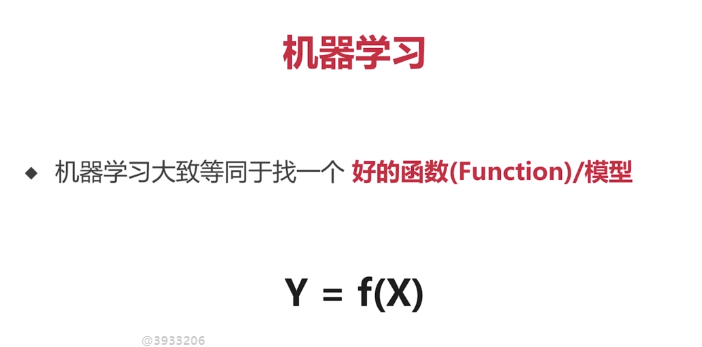 机器学习
◆ 机器学习大致等同于找一个 好的函数(Function)/模型
Y = f(X)
@3933206